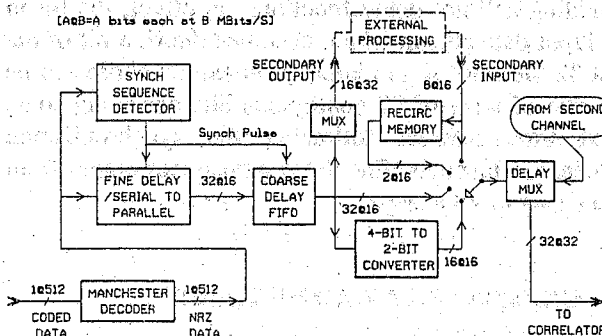 [A@B=A bits each at B MBits/S]
EXTERNAL
PROCESSING
SECONDARY
OUTPUT
SECONDARY
INPUT
16@32
8@16
SYNCH
SEQUENCE
DETECTOR
MUX
RECIRC
MEMORY
FROM SECOND
CHANNEL
Synch Pulse
2@16
FINE DELAY
/SERIAL TO
PARALLEL
32@16
COARSE
DELAY
FIFO
32@16
DELAY
MUX
4-BIT TO
2-BIT
CONVERTER
16@16
32@32
1@512
MANCHESTER
DECODER
1@512
CODED
DATA
NRZ
DATA
TO
CORRELATOR